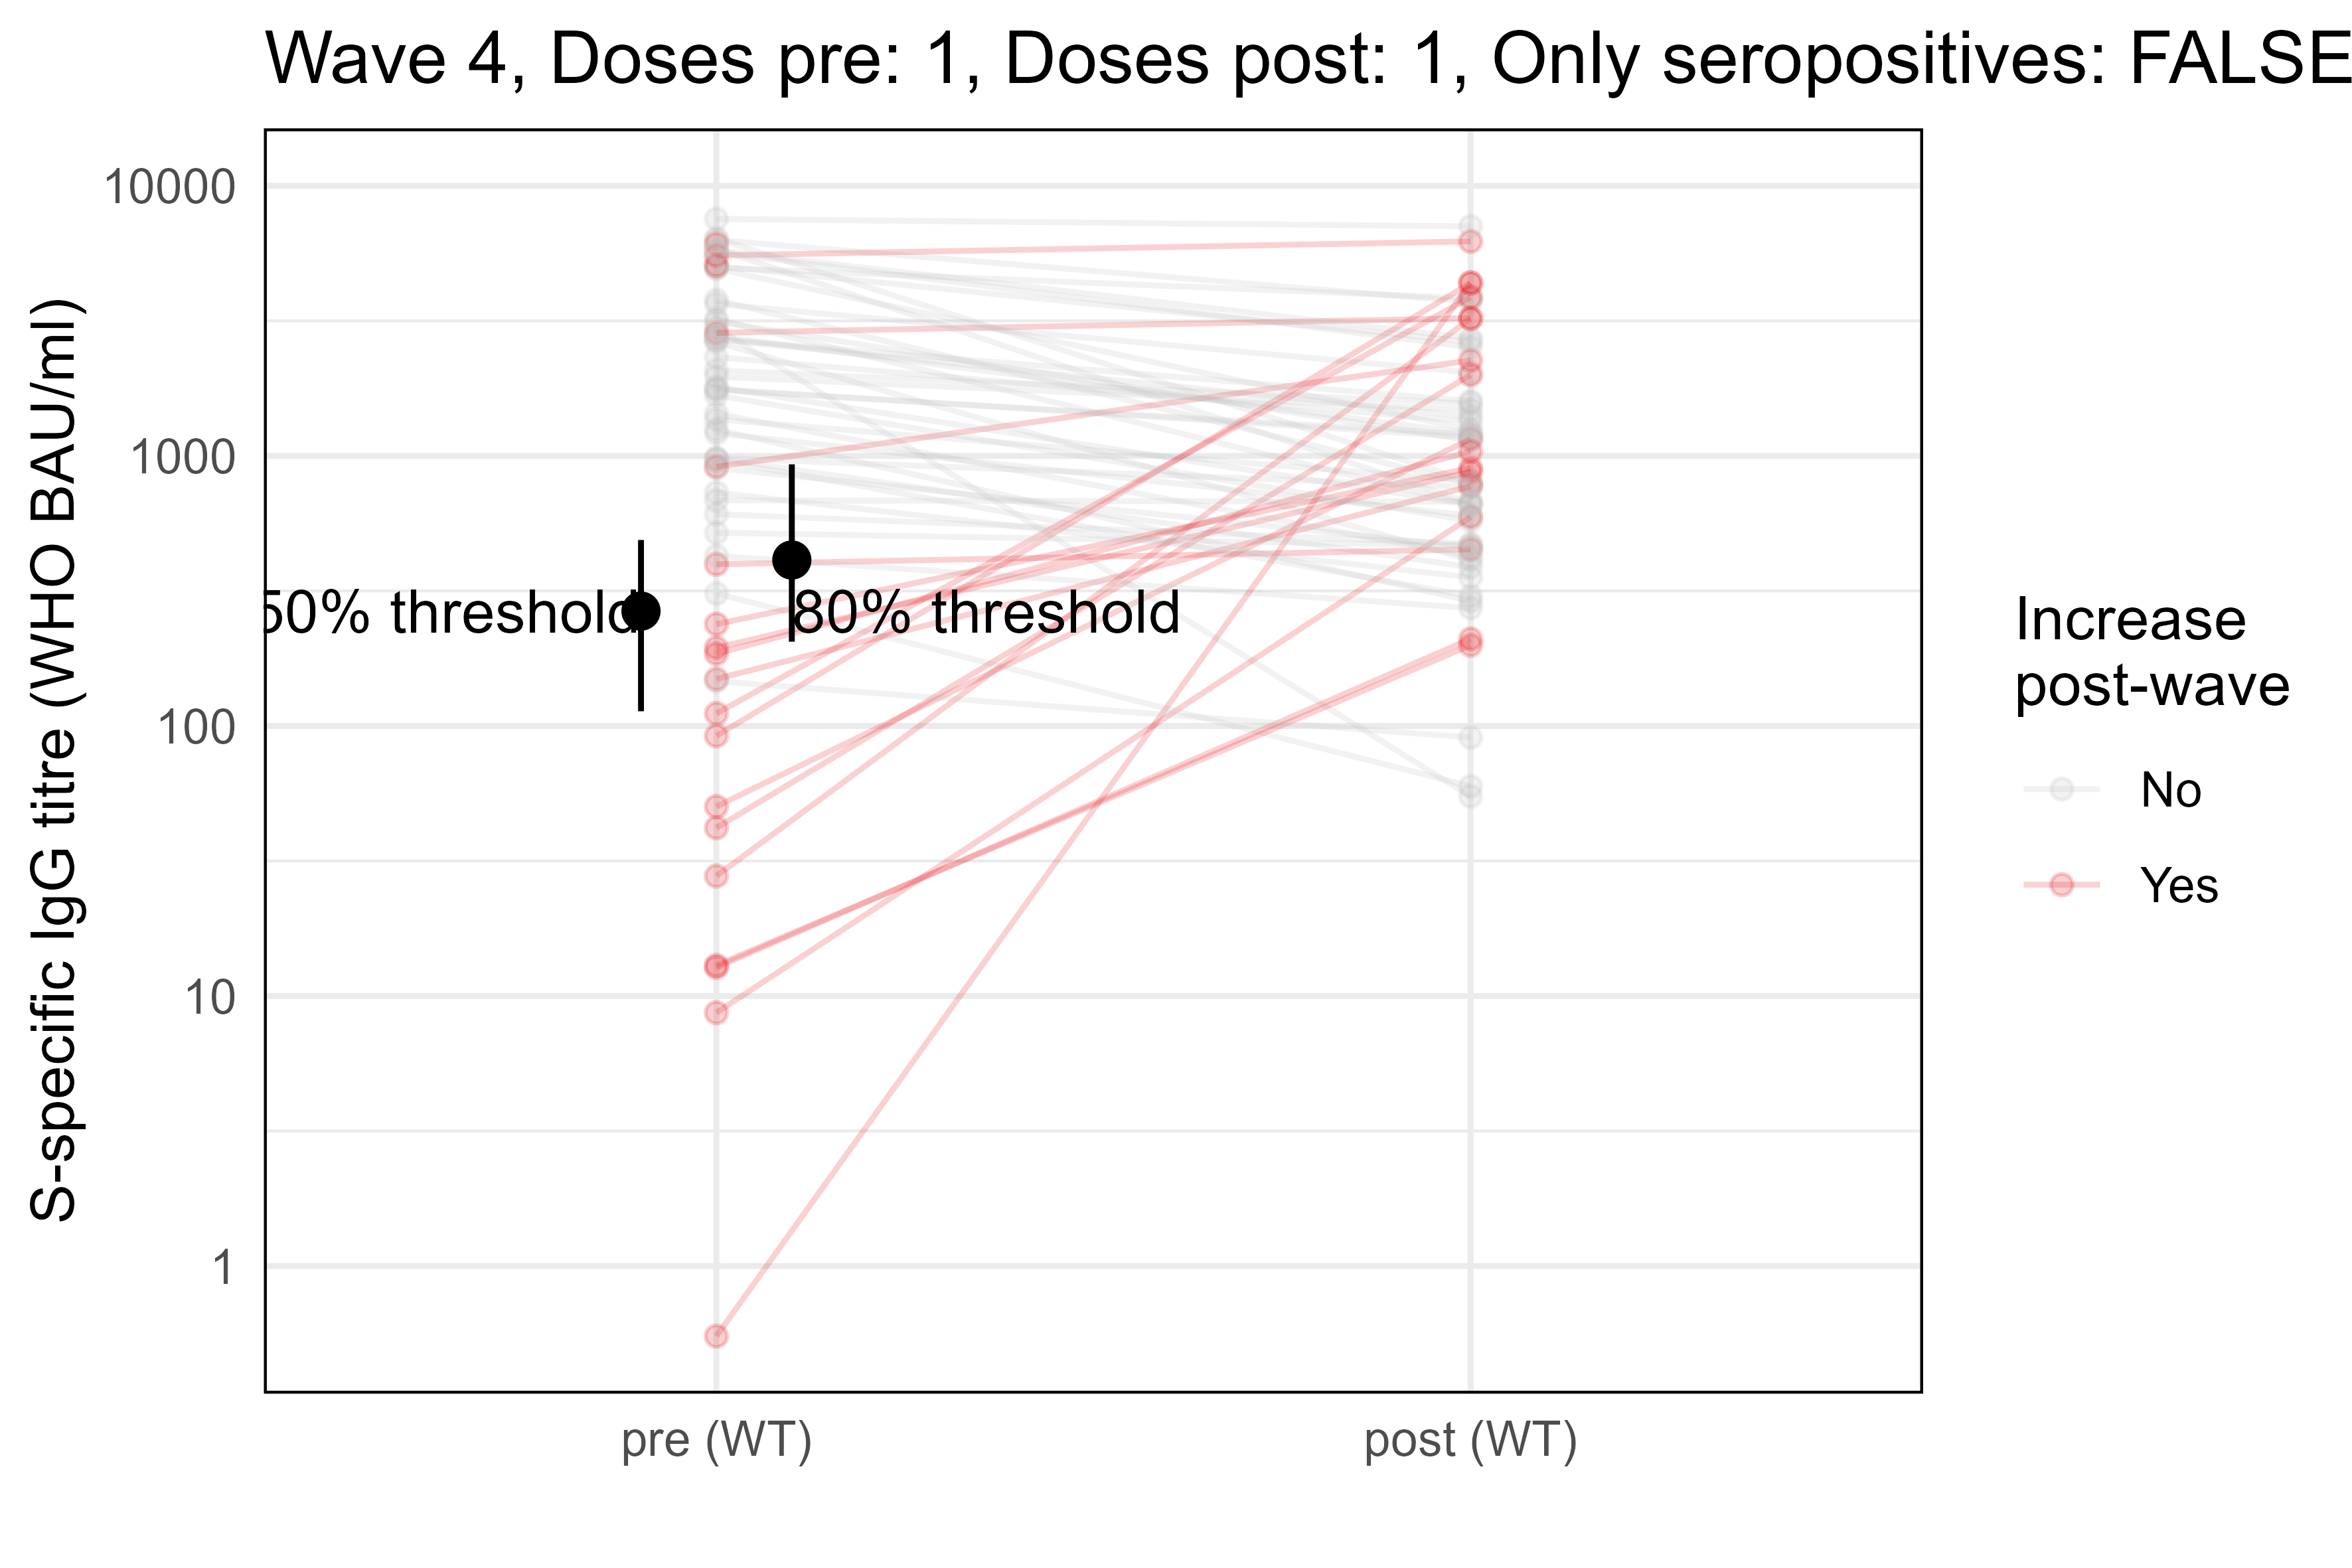 Wave 4, Doses pre: 1, Doses post: 1, Only seropositives: FALSE
S-specific IgG titre (WHO BAU/ml)
10000
1000
100
10
1
50% threshold
80% threshold
pre (WT)
post (WT)
Increase
post-wave
No
Yes